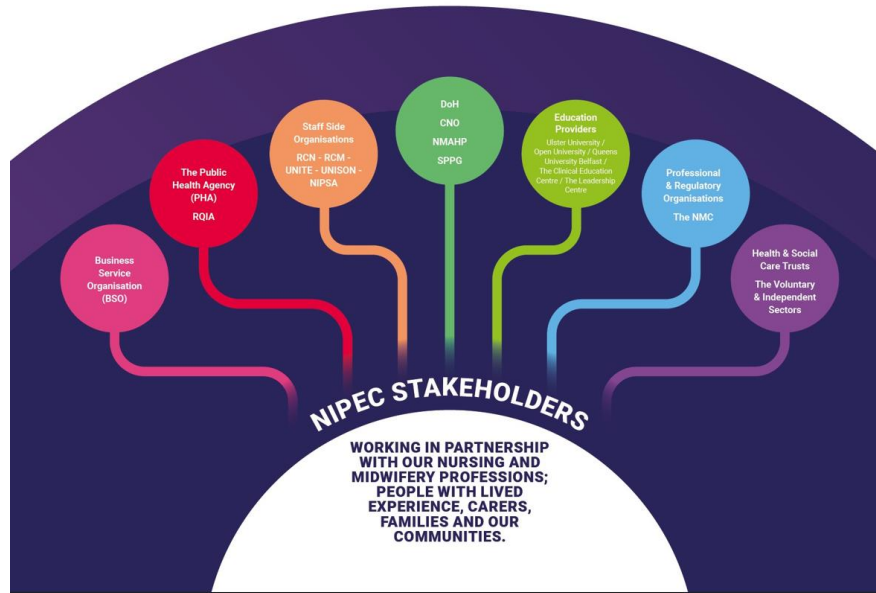 Business
Service
Organisation
(BSO)
The Public
Health Agency
(PHA)
RQIA
Staff Side
Organisations
RCN - RCM -
UNITE - UNISON -
NIPSA
DoH
CNO
NMAHP
SPPG
Education
Providers
Ulster University /
Open University / Queens
University Belfast /
The Clinical Education
Centre / The Leadership
Centre
Professional
& Regulatory
Organisations
The NMC
Health & Social
Care Trusts
The Voluntary
& Independent
Sectors
NIPEC STAKEHOLDERS
WORKING IN PARTNERSHIP
WITH OUR NURSING AND
MIDWIFERY PROFESSIONS;
PEOPLE WITH LIVED
EXPERIENCE, CARERS,
FAMILIES AND OUR
COMMUNITIES.